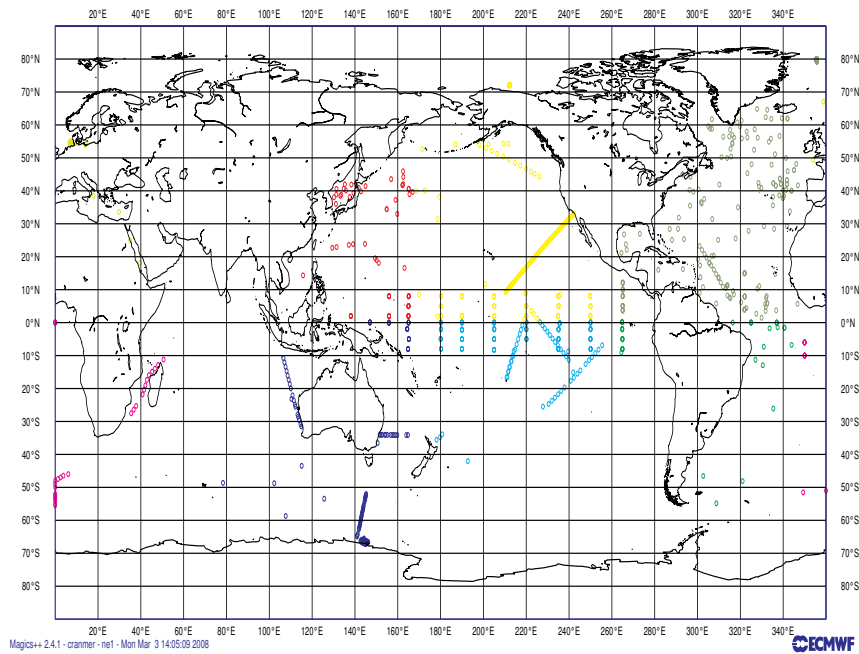 20°E 40°E 60°E 80°E 100°E 120°E 140°E 160°E 180°E 200°E 220°E 240°E 260°E 280°E 300°E 320°E 340°E
80°N 80°N
70°N 70°N
60°N 60°N
50°N 50°N
40°N 40°N
30°N 30°N
20°N 20°N
10°N 10°N
0°N 0°N
10°S 10°S
20°S 20°S
30°S 30°S
40°S 40°S
50°S 50°S
60°S 60°S
70°S 70°S
80°S 80°S
20°E 40°E 60°E 80°E 100°E 120°E 140°E 160°E 180°E 200°E 220°E 240°E 260°E 280°E 300°E 320°E 340°E
Magics++ 2.4.1 - cranmer - ne1 - Mon Mar 3 14:05:09 2008
ECMWF